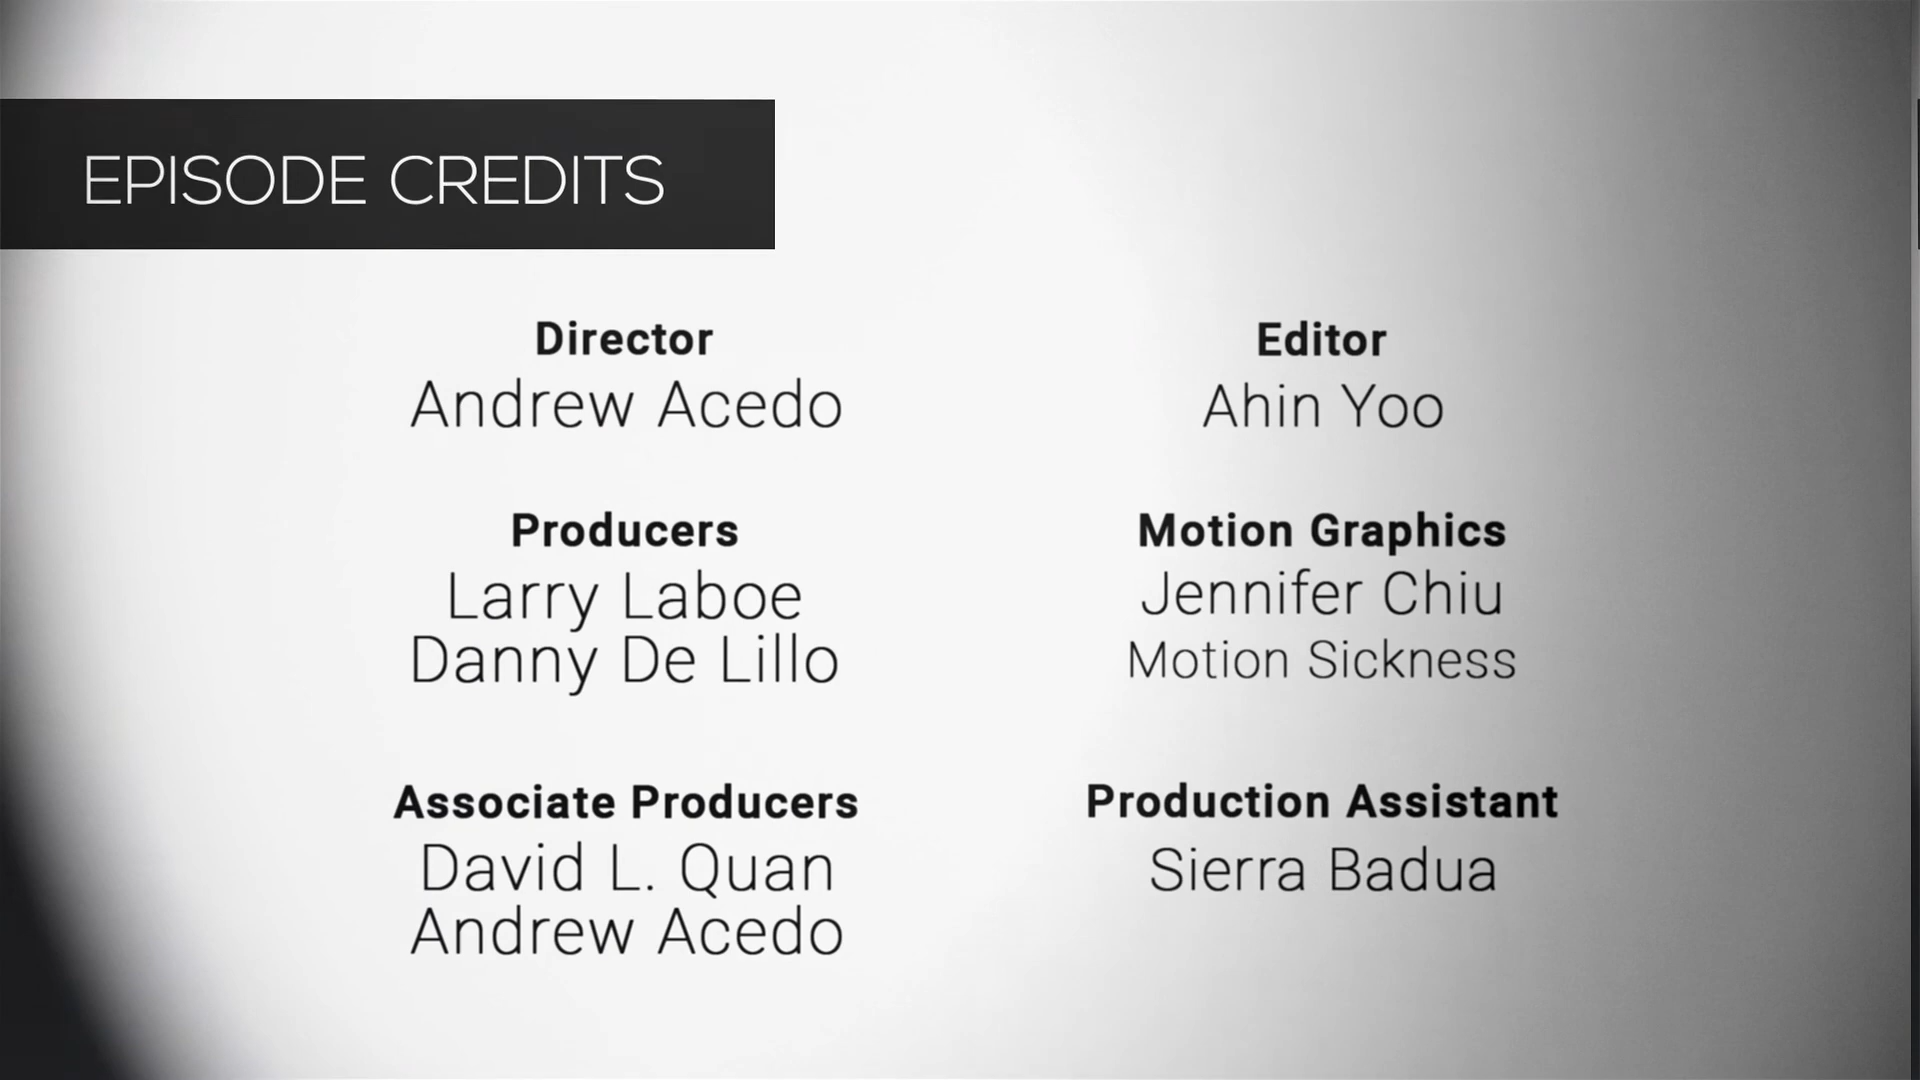 EPISODE CREDITS
Director
Andrew Acedo
Producers
Larry Laboe
Danny De Lillo
Associate Producers
David L. Quan
Andrew Acedo
Editor
Ahin Yoo
Motion Graphics
Jennifer Chiu
Motion Sickness
Production Assistant
Sierra Badua